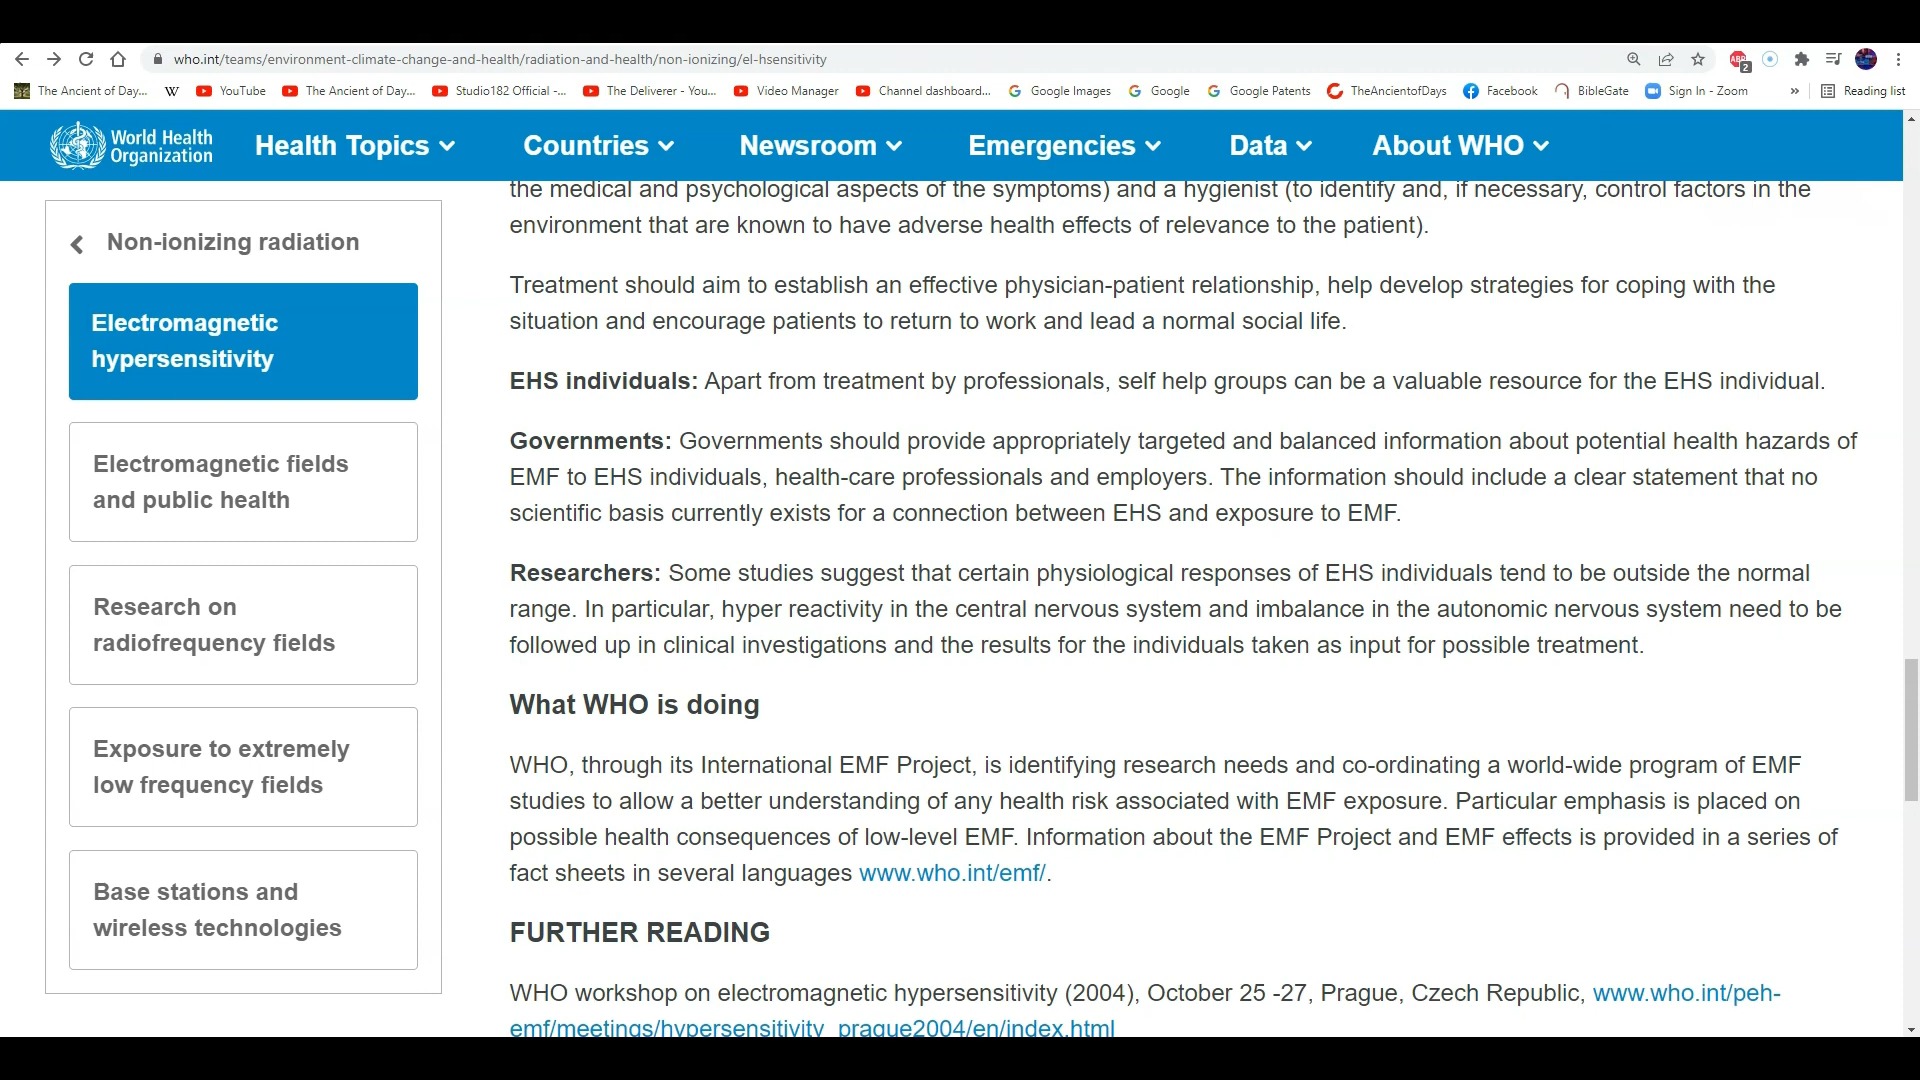 who.int/teams/environment-climate-change-and-health/radiation-and-health/non-ionizing/el-hsensitivity
ABP
2
The Ancient of Day...
W
YouTube
The Ancient of Day...
Studio182 Official -...
The Deliverer - You...
Video Manager
Channel dashboard...
Google Images
Google
Google Patents
TheAncientofDays
Facebook
BibleGate
Sign In - Zoom
»
Reading list
World Health
Organization
Health Topics
Countries
Newsroom
Emergencies
Data
About WHO
Non-ionizing radiation
Electromagnetic
hypersensitivity
Electromagnetic fields
and public health
Research on
radiofrequency fields
Exposure to extremely
low frequency fields
Base stations and
wireless technologies
the medical and psychological aspects of the symptoms) and a hygienist (to identify and, if necessary, control factors in the
environment that are known to have adverse health effects of relevance to the patient).
Treatment should aim to establish an effective physician-patient relationship, help develop strategies for coping with the
situation and encourage patients to return to work and lead a normal social life.
EHS individuals: Apart from treatment by professionals, self help groups can be a valuable resource for the EHS individual.
Governments: Governments should provide appropriately targeted and balanced information about potential health hazards of
EMF to EHS individuals, health-care professionals and employers. The information should include a clear statement that no
scientific basis currently exists for a connection between EHS and exposure to EMF.
Researchers: Some studies suggest that certain physiological responses of EHS individuals tend to be outside the normal
range. In particular, hyper reactivity in the central nervous system and imbalance in the autonomic nervous system need to be
followed up in clinical investigations and the results for the individuals taken as input for possible treatment.
What WHO is doing
WHO, through its International EMF Project, is identifying research needs and co-ordinating a world-wide program of EMF
studies to allow a better understanding of any health risk associated with EMF exposure. Particular emphasis is placed on
possible health consequences of low-level EMF. Information about the EMF Project and EMF effects is provided in a series of
fact sheets in several languages www.who.int/emf/.
FURTHER READING
WHO workshop on electromagnetic hypersensitivity (2004), October 25 -27, Prague, Czech Republic, www.who.int/peh-
emf/meetings/hypersensitivity_prague2004/en/index.html